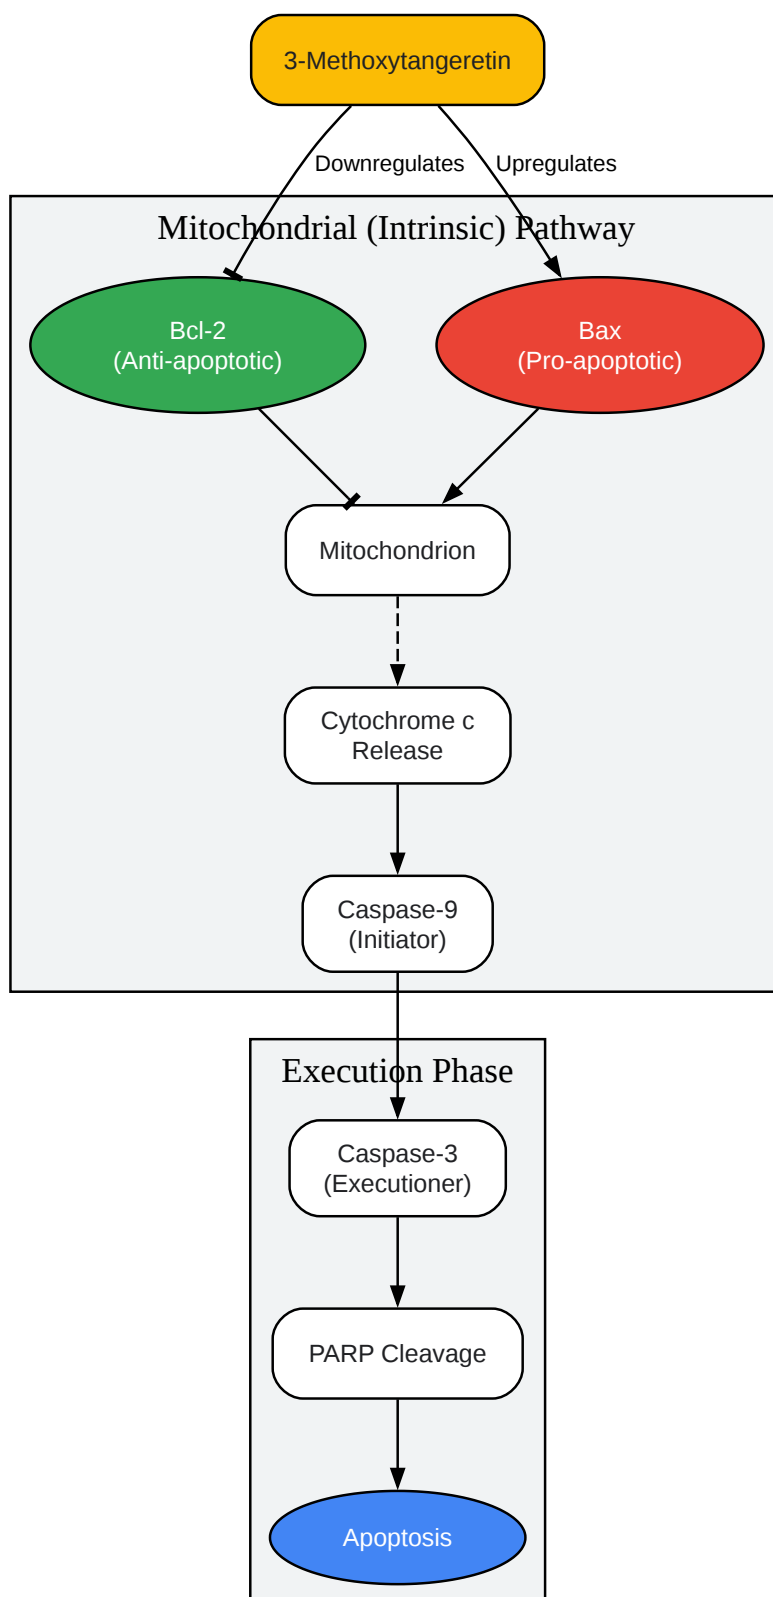 3-Methoxytangeretin
Downregulates
Upregulates
Mitochondrial (Intrinsic) Pathway
Bcl-2
(Anti-apoptotic)
Bax
(Pro-apoptotic)
Mitochondrion
Cytochrome c
Release
Caspase-9
(Initiator)
Execution Phase
Caspase-3
(Executioner)
PARP Cleavage
Apoptosis